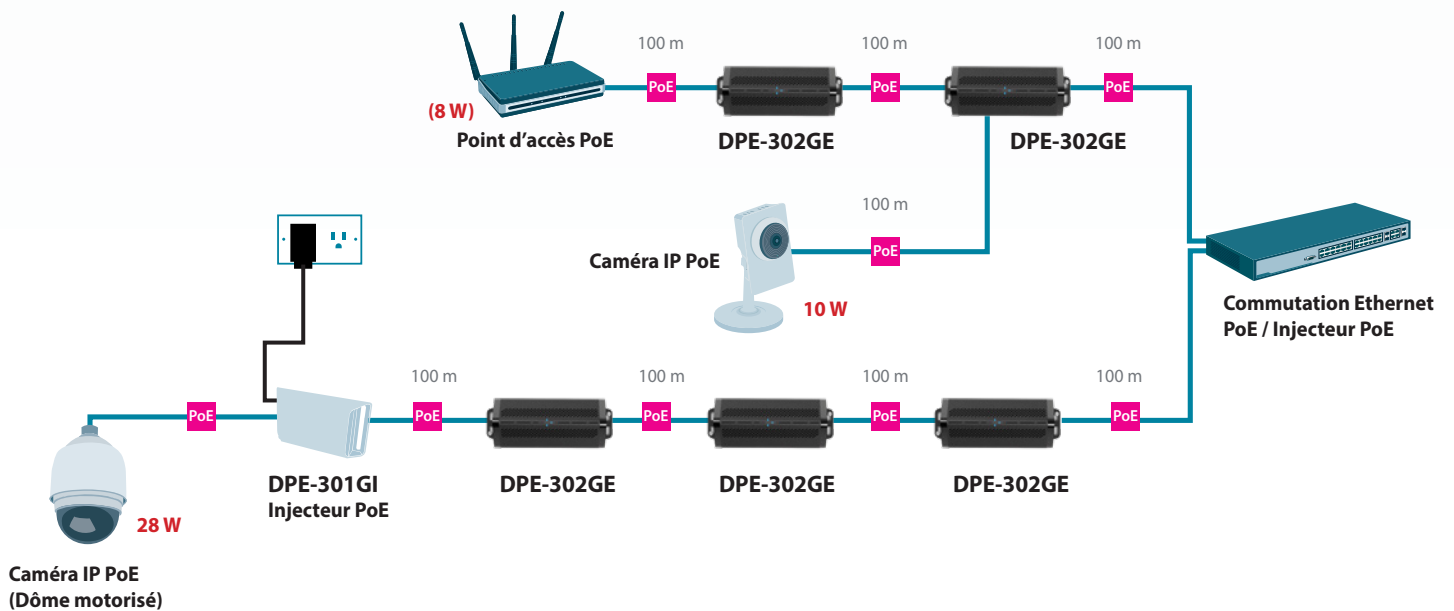 100 m
100 m
100 m
PoE
PoE
PoE
(8 W)
Point d’accès PoE
DPE-302GE
DPE-302GE
100 m
PoE
Caméra IP PoE
10 W
Commutation Ethernet
PoE / Injecteur PoE
100 m
100 m
100 m
100 m
PoE
PoE
PoE
PoE
PoE
DPE-301GI
Injecteur PoE
DPE-302GE
DPE-302GE
DPE-302GE
28 W
Caméra IP PoE
(Dôme motorisé)